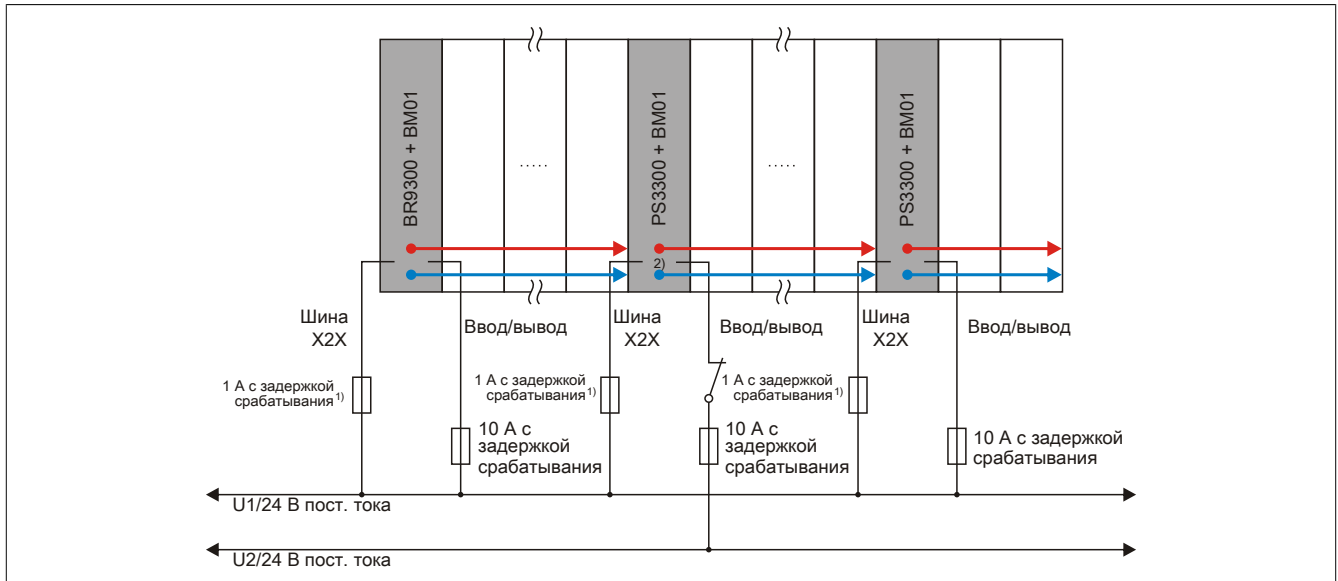 BR9300 + BM01
.....
PS3300 + BM01
.....
PS3300 + BM01
2)
Шина
X2X
Ввод/вывод
Шина
X2X
Ввод/вывод
Шина
X2X
Ввод/вывод
1 А с задержкой
срабатывания 1)
1 А с задержкой
срабатывания 1)
1 А с задержкой
срабатывания 1)
10 А с
задержкой
срабатывания
10 А с
задержкой
срабатывания
10 А с задержкой
срабатывания
U1/24 В пост. тока
U2/24 В пост. тока